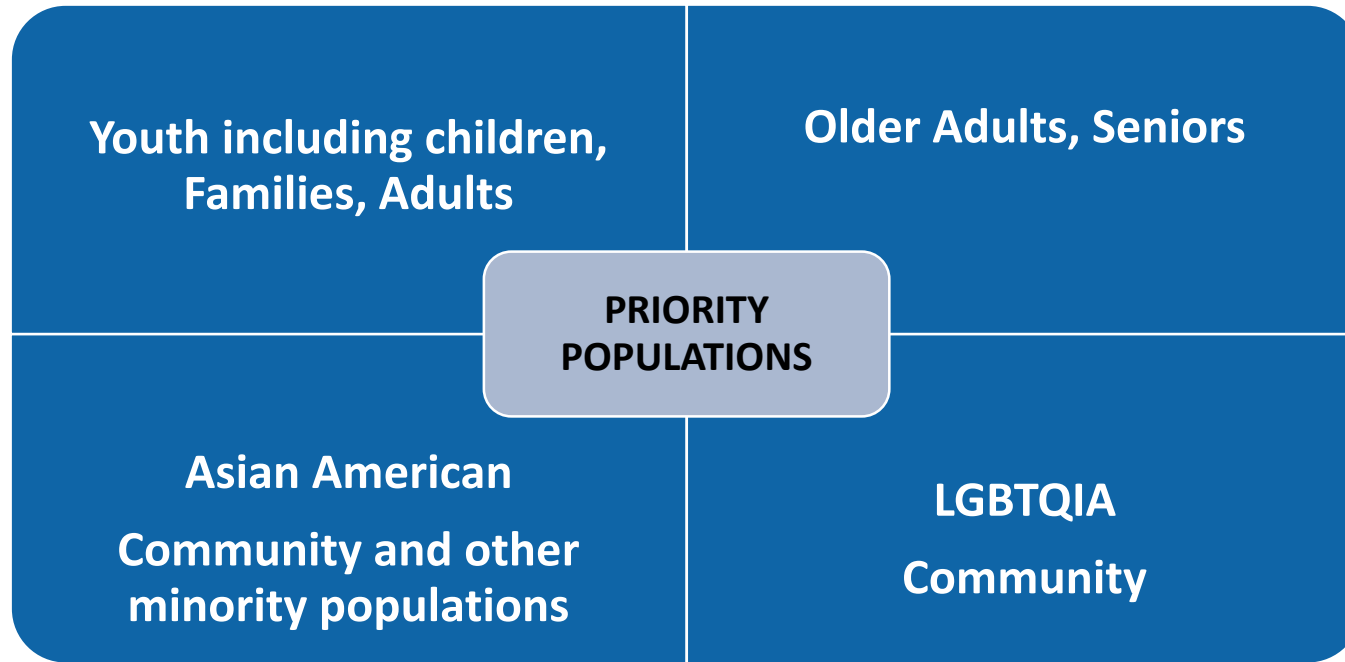 Youth including children,
Families, Adults
Older Adults, Seniors
PRIORITY
POPULATIONS
Asian American
Community and other
minority populations
LGBTQIA
Community